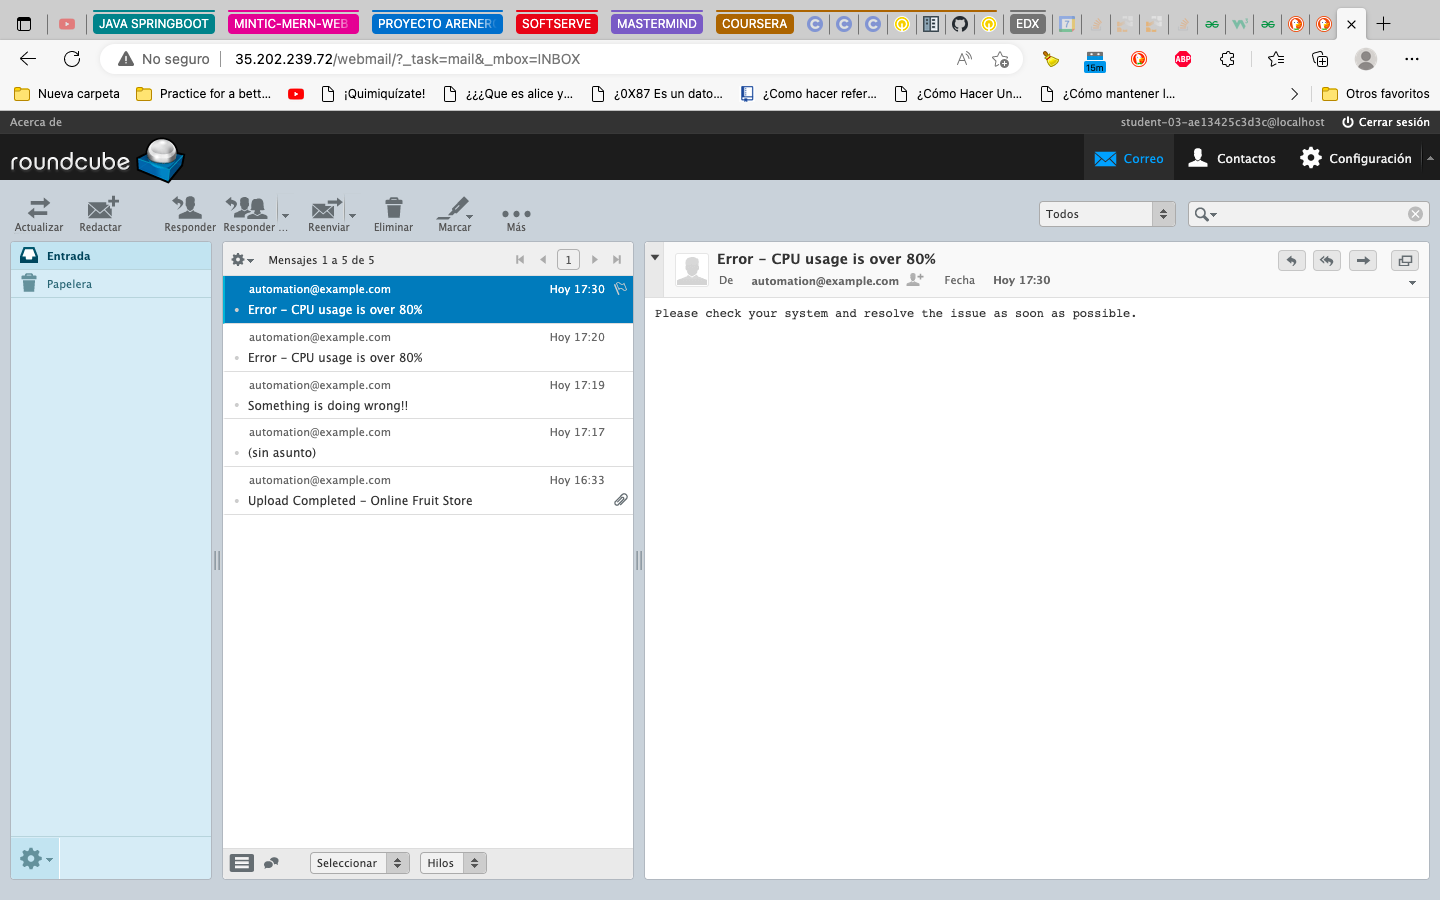 JAVA SPRINGBOOT
MINTIC-MERN-WEB
PROYECTO ARENER
SOFTSERVE
MASTERMIND
COURSERA
EDX
No seguro
35.202.239.72/webmail/?_task=mail&_mbox=INBOX
15m
ABP
Nueva carpeta
Practice for a bett...
¡Quimiquízate!
¿¿¿Que es alice y...
¿0X87 Es un dato...
¿Como hacer refer...
¿Cómo Hacer Un...
¿Cómo mantener l...
Otros favoritos
Acerca de
student-03-ae13425c3d3c@localhost
Cerrar sesión
roundcube
Correo
Contactos
Configuración
Actualizar
Redactar
Responder
Responder ...
Reenviar
Eliminar
Marcar
Más
Todos
Entrada
Papelera
Mensajes 1 a 5 de 5
1
automation@example.com Hoy 17:30
Error - CPU usage is over 80%
automation@example.com Hoy 17:20
Error - CPU usage is over 80%
automation@example.com Hoy 17:19
Something is doing wrong!!
automation@example.com Hoy 17:17
(sin asunto)
automation@example.com Hoy 16:33
Upload Completed - Online Fruit Store
Seleccionar
Hilos
Error - CPU usage is over 80%
De automation@example.com Fecha Hoy 17:30
Please check your system and resolve the issue as soon as possible.